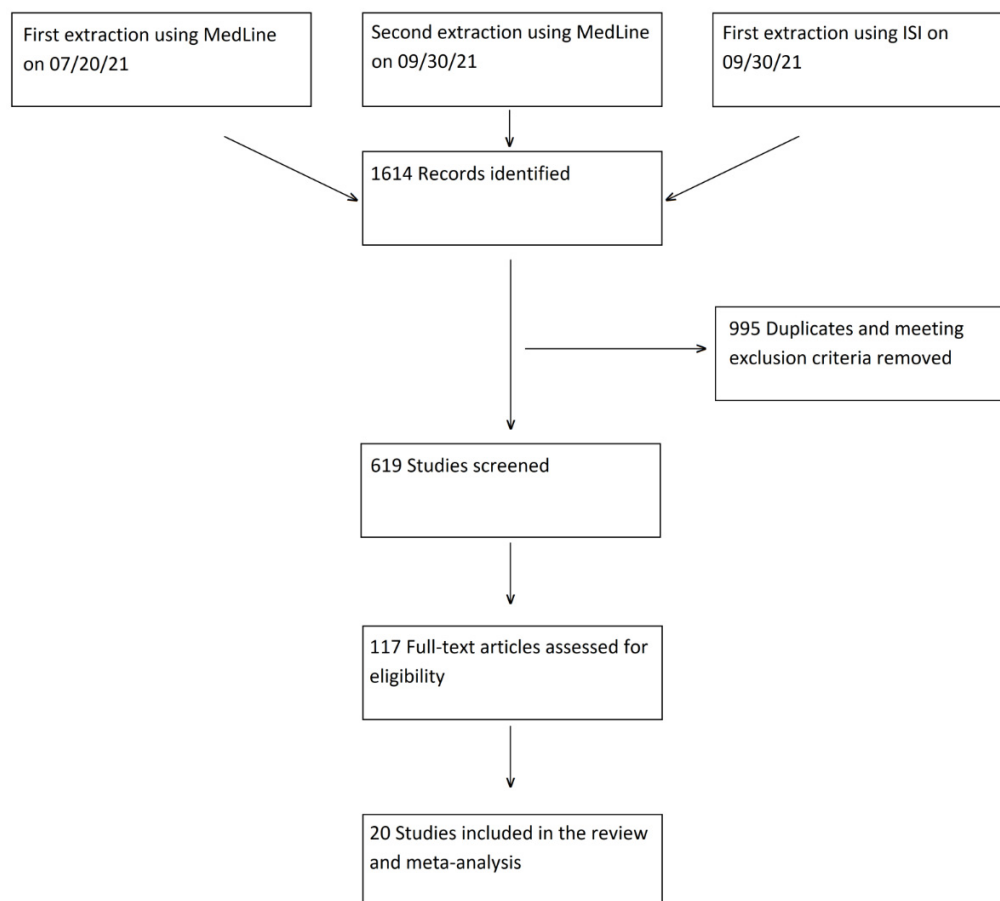 First extraction using MedLine
on 07/20/21
Second extraction using MedLine
on 09/30/21
First extraction using ISI on
09/30/21
1614 Records identified
995 Duplicates and meeting
exclusion criteria removed
619 Studies screened
117 Full-text articles assessed for
eligibility
20 Studies included in the review
and meta-analysis